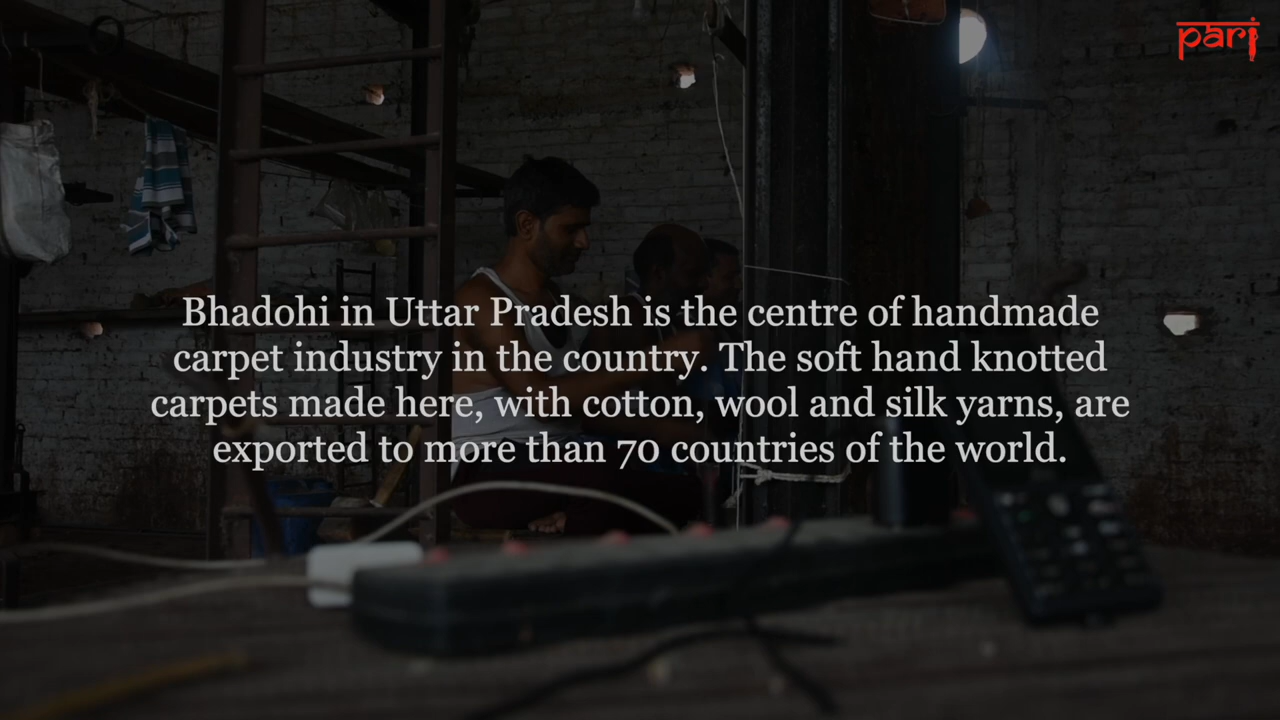 pari
Bhadohi in Uttar Pradesh is the centre of handmade
carpet industry in the country. The soft hand knotted
carpets made here, with cotton, wool and silk yarns, are
exported to more than 70 countries of the world.